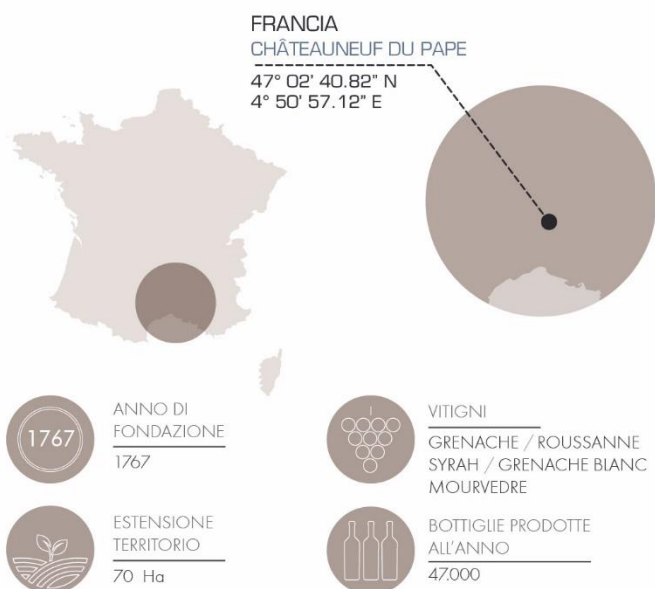 FRANCIA
CHÂTEAUNEUF DU PAPE
47° 02' 40.82" N
4° 50' 57.12" E
1767
ANNO DI
FONDAZIONE
1767
VITIGNI
GRENACHE / ROUSSANNE
SYRAH / GRENACHE BLANC
MOURVEDRE
ESTENSIONE
TERRITORIO
70 Ha
BOTTIGLIE PRODOTTE
ALL'ANNO
47.000